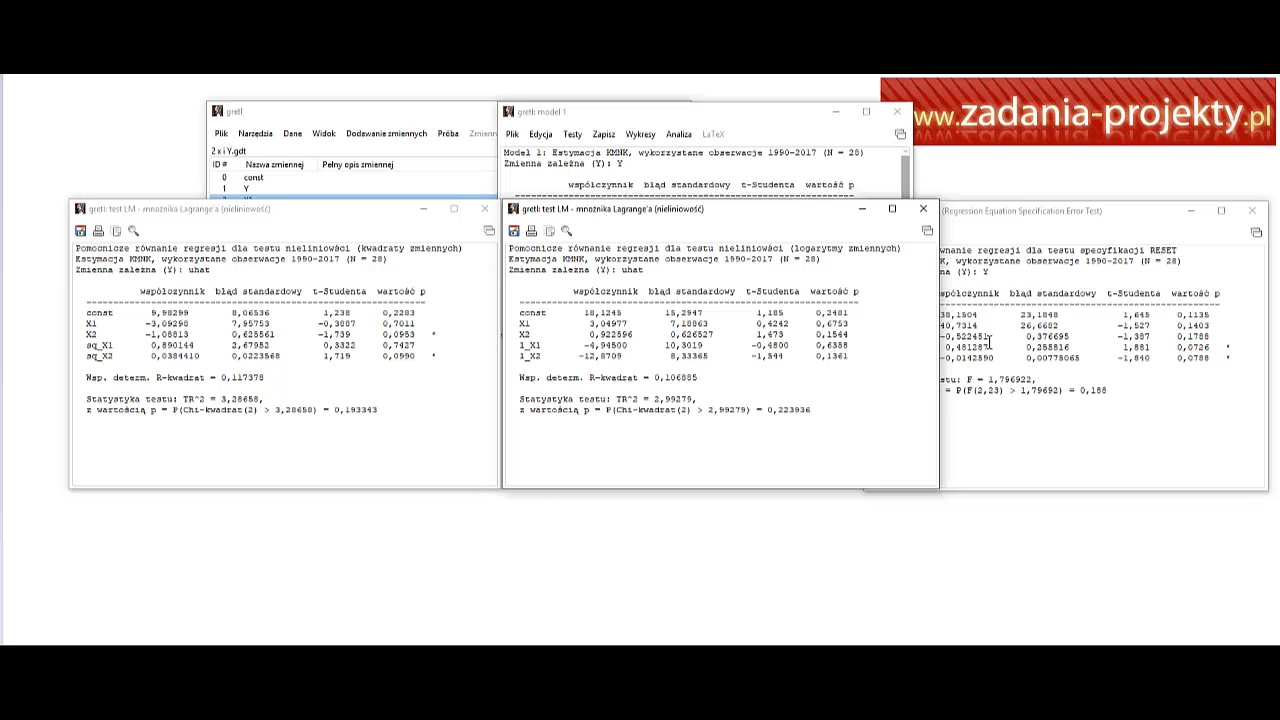 www.zadania-projekty.pl
gretl
Plik Narzędzia Dane Widok Dodawanie zmiennych Próba
2 x i Y.gdt
ID # Nazwa zmiennej Pełny opis zmiennej
0 const
1 Y
gretl: model 1
Plik Edycja Testy Zapisz Wykresy Analiza LaTeX
Model 1: Estymacja KMNK, wykorzystane obserwacje 1990-2017 (N = 28)
Zmienna zależna (Y): Y
współczynnik błąd standardowy t-Studenta wartość p
gretl: test LM - mnożnika Lagrange'a (nieliniowość)
Pomocnicze równanie regresji dla testu nieliniowści (kwadraty zmiennych)
Estymacja KMNK, wykorzystane obserwacje 1990-2017 (N = 28)
Zmienna zależna (Y): uhat
współczynnik błąd standardowy t-Studenta wartość p
const 9,98299 8,06536 1,238 0,2283
X1 -3,09298 7,95753 -0,3887 0,7011
X2 -1,08813 0,625561 -1,739 0,0953 *
sq_X1 0,890144 2,67952 0,3322 0,7427
sq_X2 0,0384410 0,0223568 1,719 0,0990 *
Wsp. determ. R-kwadrat = 0,117378
Statystyka testu: TR^2 = 3,28658,
z wartością p = P(Chi-kwadrat(2) > 3,28658) = 0,193343
gretl: test LM - mnożnika Lagrange'a (nieliniowość)
Pomocnicze równanie regresji dla testu nieliniowści (logarytmy zmiennych)
Estymacja KMNK, wykorzystane obserwacje 1990-2017 (N = 28)
Zmienna zależna (Y): uhat
współczynnik błąd standardowy t-Studenta wartość p
const 18,1245 15,2947 1,185 0,2481
X1 3,04977 7,18863 0,4242 0,6753
X2 0,922596 0,626527 1,473 0,1544
l_X1 -4,94500 10,3019 -0,4800 0,6358
l_X2 -12,8709 8,33365 -1,544 0,1361
Wsp. determ. R-kwadrat = 0,106885
Statystyka testu: TR^2 = 2,99279,
z wartością p = P(Chi-kwadrat(2) > 2,99279) = 0,223936
(Regression Equation Specification Error Test)
wnanie regresji dla testu specyfikacji RESET
K, wykorzystane obserwacje 1990-2017 (N = 28)
na (Y): Y
spółczynnik błąd standardowy t-Studenta wartość p
38,1504 23,1848 1,645 0,1135
40,7314 26,6682 -1,527 0,1403
-0,522481 0,376695 -1,387 0,1788
0,481287 0,255816 1,881 0,0726 *
-0,0142590 0,00775065 -1,840 0,0788 *
stu: F = 1,796922,
= P(F(2,23) > 1,79692) = 0,188